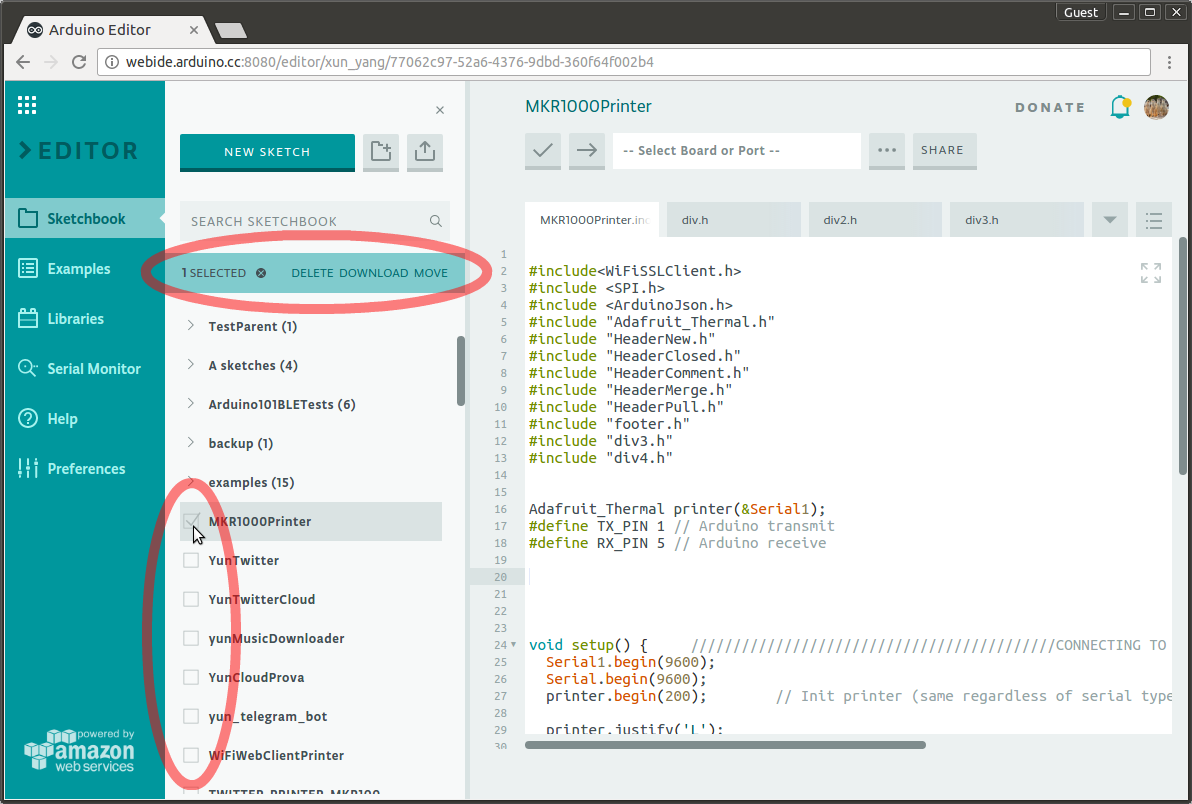 Guest
Arduino Editor
webide.arduino.cc:8080/editor/xun_yang/77062c97-52a6-4376-9dbd-360f64f002b4
EDITOR
Sketchbook
Examples
Libraries
Serial Monitor
Help
Preferences
powered by
amazon
web services
NEW SKETCH
SEARCH SKETCHBOOK
1 SELECTED DELETE DOWNLOAD MOVE
TestParent (1)
A sketches (4)
Arduino101BLETests (6)
backup (1)
examples (15)
MKR1000Printer
YunTwitter
YunTwitterCloud
yunMusicDownloader
YunCloudProva
yun_telegram_bot
WiFiWebClientPrinter
TWITTER_PRINTER_MKR100
MKR1000Printer
DONATE
-- Select Board or Port --
SHARE
MKR1000Printer.ino div.h div2.h div3.h
1
2 #include<WiFiSSLClient.h>
3 #include <SPI.h>
4 #include <ArduinoJson.h>
5 #include "Adafruit_Thermal.h"
6 #include "HeaderNew.h"
7 #include "HeaderClosed.h"
8 #include "HeaderComment.h"
9 #include "HeaderMerge.h"
10 #include "HeaderPull.h"
11 #include "footer.h"
12 #include "div3.h"
13 #include "div4.h"
14
15
16 Adafruit_Thermal printer(&Serial1);
17 #define TX_PIN 1 // Arduino transmit
18 #define RX_PIN 5 // Arduino receive
19
20
21
22
23
24 void setup() { ///////////////////////////////////////////CONNECTING TO
25 Serial1.begin(9600);
26 Serial.begin(9600);
27 printer.begin(200); // Init printer (same regardless of serial type
28
29 printer.justify('L');
30